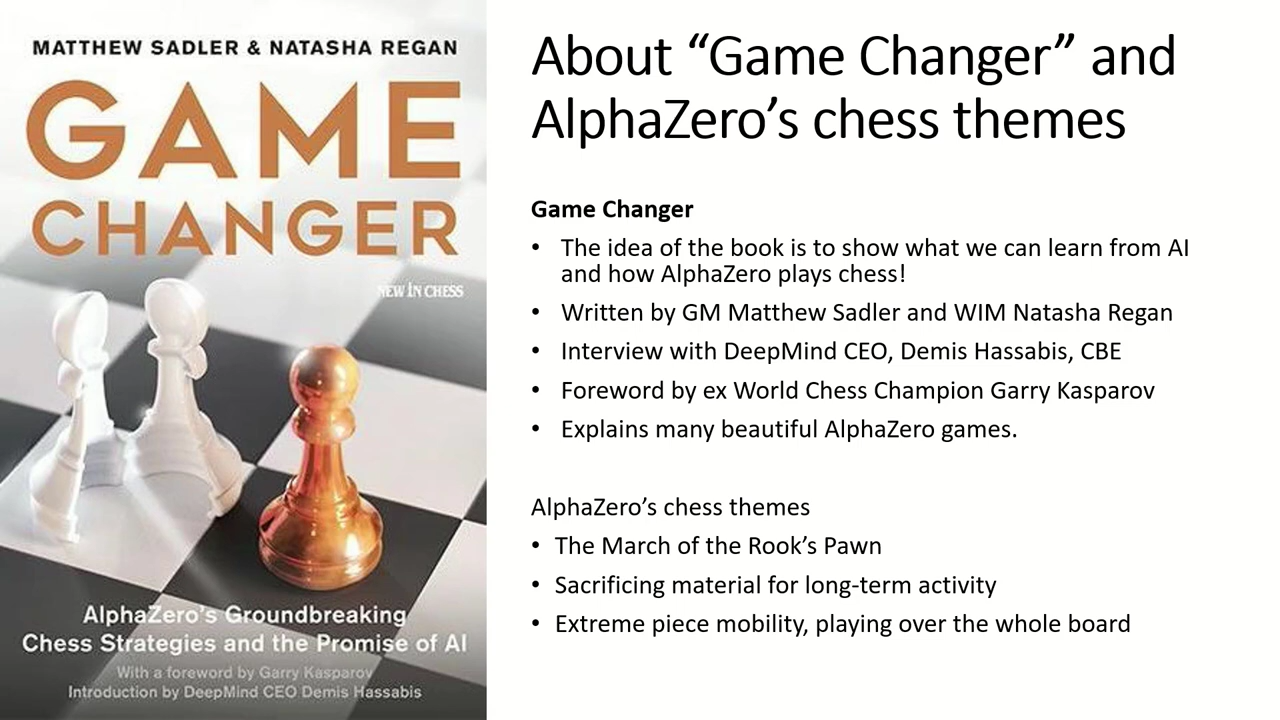 MATTHEW SADLER & NATASHA REGAN
GAME
CHANGER
NEW IN CHESS
AlphaZero's Groundbreaking
Chess Strategies and the Promise of AI
With a foreword by Garry Kasparov
Introduction by DeepMind CEO Demis Hassabis
About “Game Changer” and
AlphaZero’s chess themes
Game Changer
• The idea of the book is to show what we can learn from AI
and how AlphaZero plays chess!
• Written by GM Matthew Sadler and WIM Natasha Regan
• Interview with DeepMind CEO, Demis Hassabis, CBE
• Foreword by ex World Chess Champion Garry Kasparov
• Explains many beautiful AlphaZero games.
AlphaZero’s chess themes
• The March of the Rook’s Pawn
• Sacrificing material for long-term activity
• Extreme piece mobility, playing over the whole board